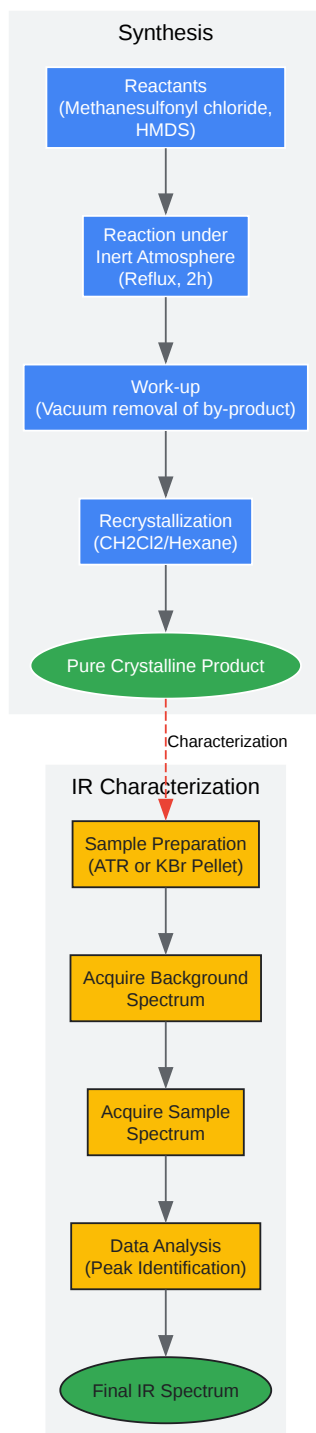 Synthesis
Reactants
(Methanesulfonyl chloride,
HMDS)
Reaction under
Inert Atmosphere
(Reflux, 2h)
Work-up
(Vacuum removal of by-product)
Recrystallization
(CH2Cl2/Hexane)
Pure Crystalline Product
Characterization
IR Characterization
Sample Preparation
(ATR or KBr Pellet)
Acquire Background
Spectrum
Acquire Sample
Spectrum
Data Analysis
(Peak Identification)
Final IR Spectrum